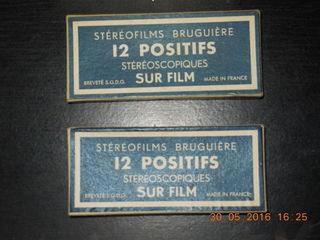 STÉRÉOFILMS BRUGUIÈRE
12 POSITIFS
STÉRÉOSCOPIQUES
BREVETÉ S.G.D.G. SUR FILM MADE IN FRANCE
STÉRÉOFILMS BRUGUIÈRE
12 POSITIFS
STÉRÉOSCOPIQUES
BREVETÉ S.G.D.G. SUR FILM MADE IN FRANCE
30 05 2016 16:25